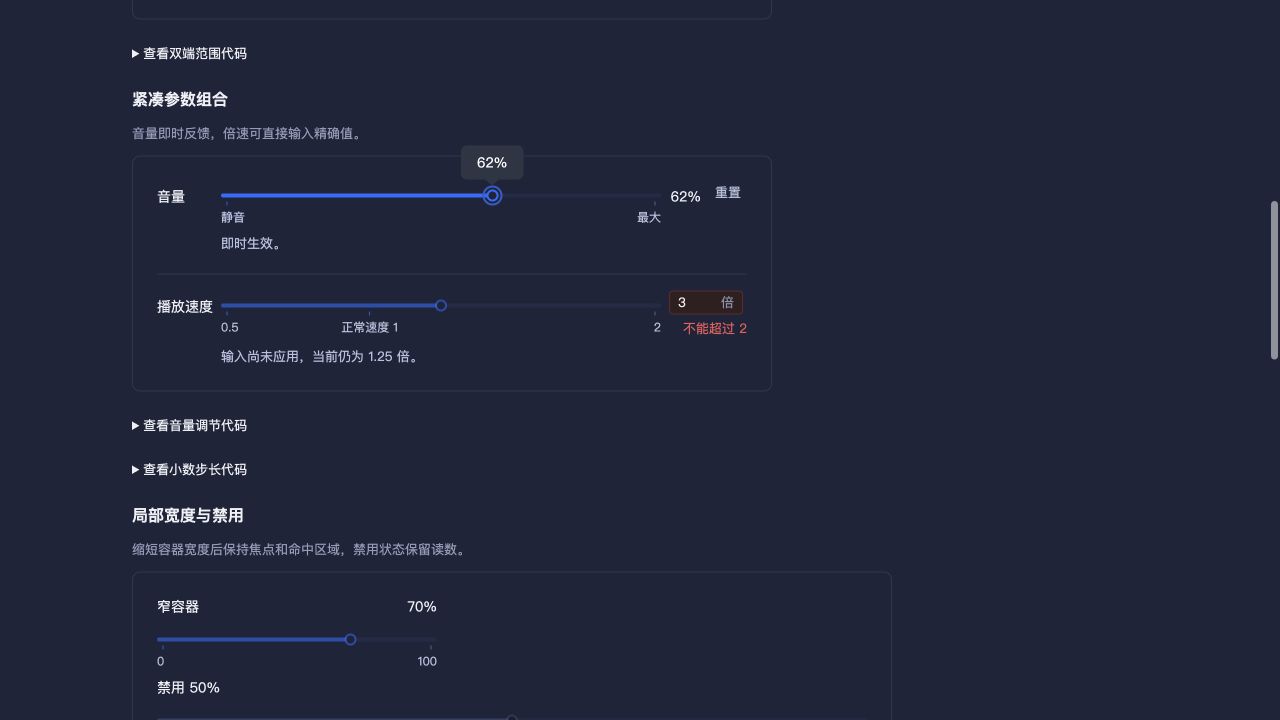 查看双端范围代码
紧凑参数组合
音量即时反馈，倍速可直接输入精确值。
62%
音量
62%
重置
静音
最大
即时生效。
播放速度
3 倍
0.5
正常速度 1
2
不能超过 2
输入尚未应用，当前仍为 1.25 倍。
查看音量调节代码
查看小数步长代码
局部宽度与禁用
缩短容器宽度后保持焦点和命中区域，禁用状态保留读数。
窄容器
70%
0
100
禁用 50%